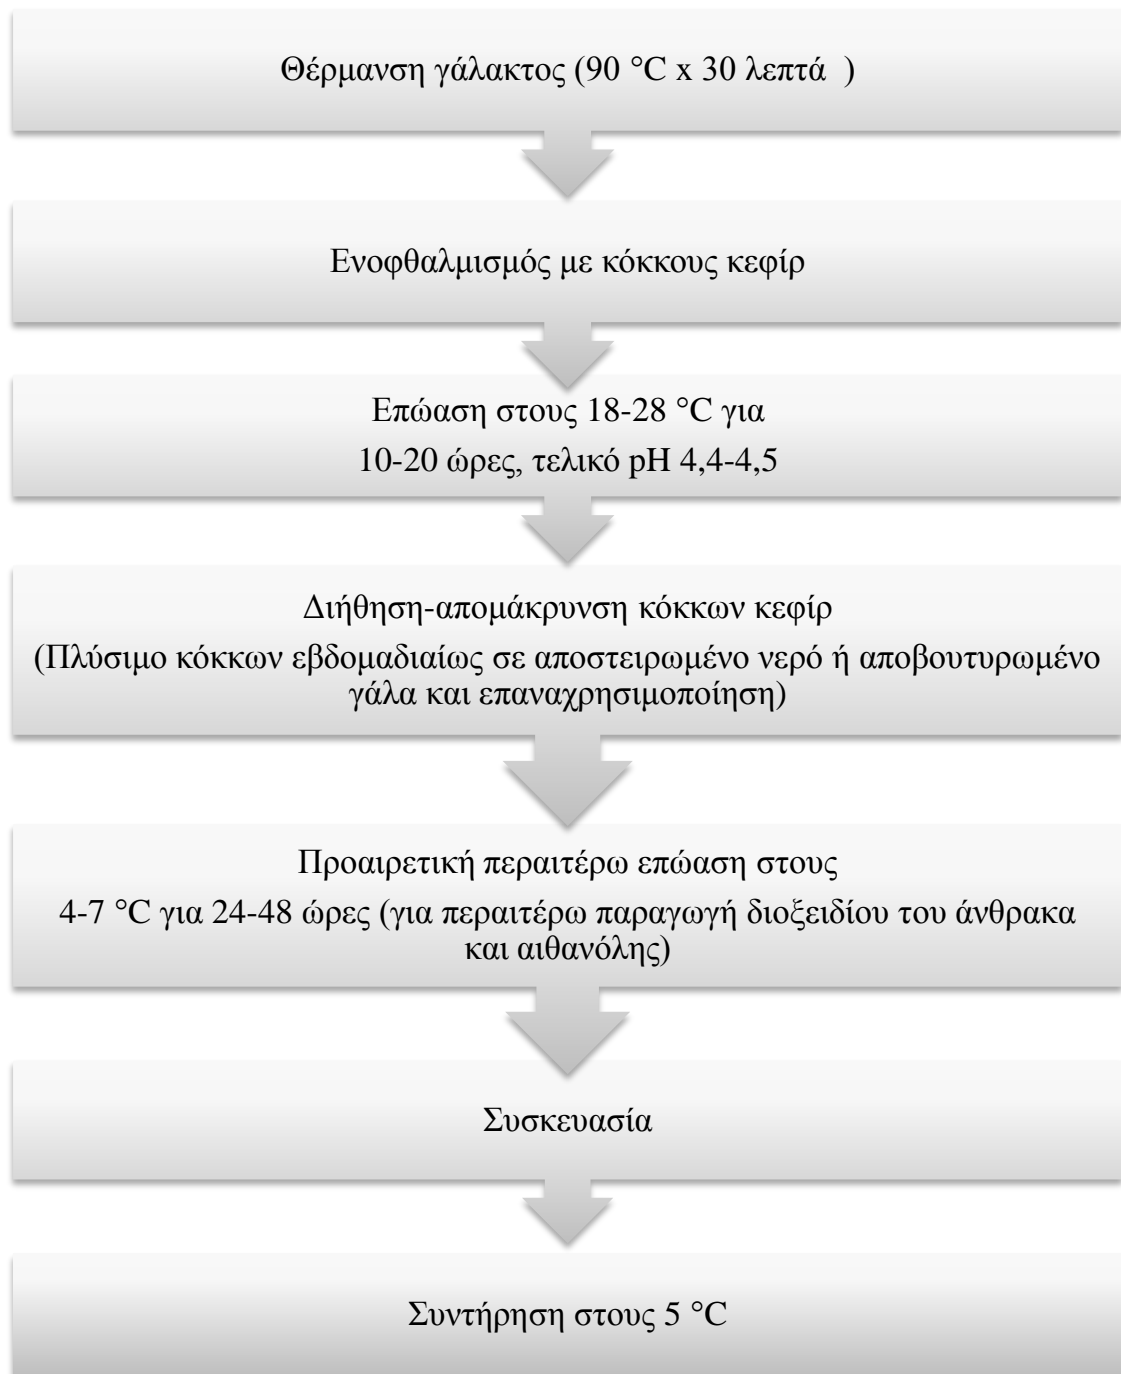 Θέρμανση γάλακτος (90 °C x 30 λεπτά )
Ενοφθαλμισμός με κόκκους κεφίρ
Επώαση στους 18-28 °C για
10-20 ώρες, τελικό pH 4,4-4,5
Διήθηση-απομάκρυνση κόκκων κεφίρ
(Πλύσιμο κόκκων εβδομαδιαίως σε αποστειρωμένο νερό ή αποβουτυρωμένο
γάλα και επαναχρησιμοποίηση)
Προαιρετική περαιτέρω επώαση στους
4-7 °C για 24-48 ώρες (για περαιτέρω παραγωγή διοξειδίου του άνθρακα
και αιθανόλης)
Συσκευασία
Συντήρηση στους 5 °C